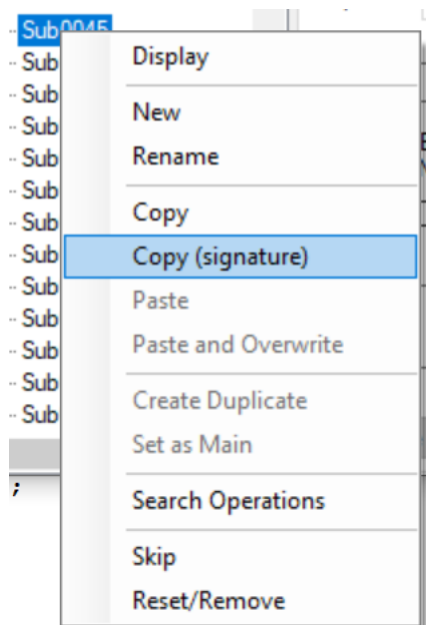 Sub0045
Sub
Display
Sub
New
Sub
Sub
Rename
Sub
Sub
Copy
Sub
Copy (signature)
Sub
Paste
Sub
Paste and Overwrite
Sub
Sub
Create Duplicate
Sub
Set as Main
;
Search Operations
Skip
Reset/Remove